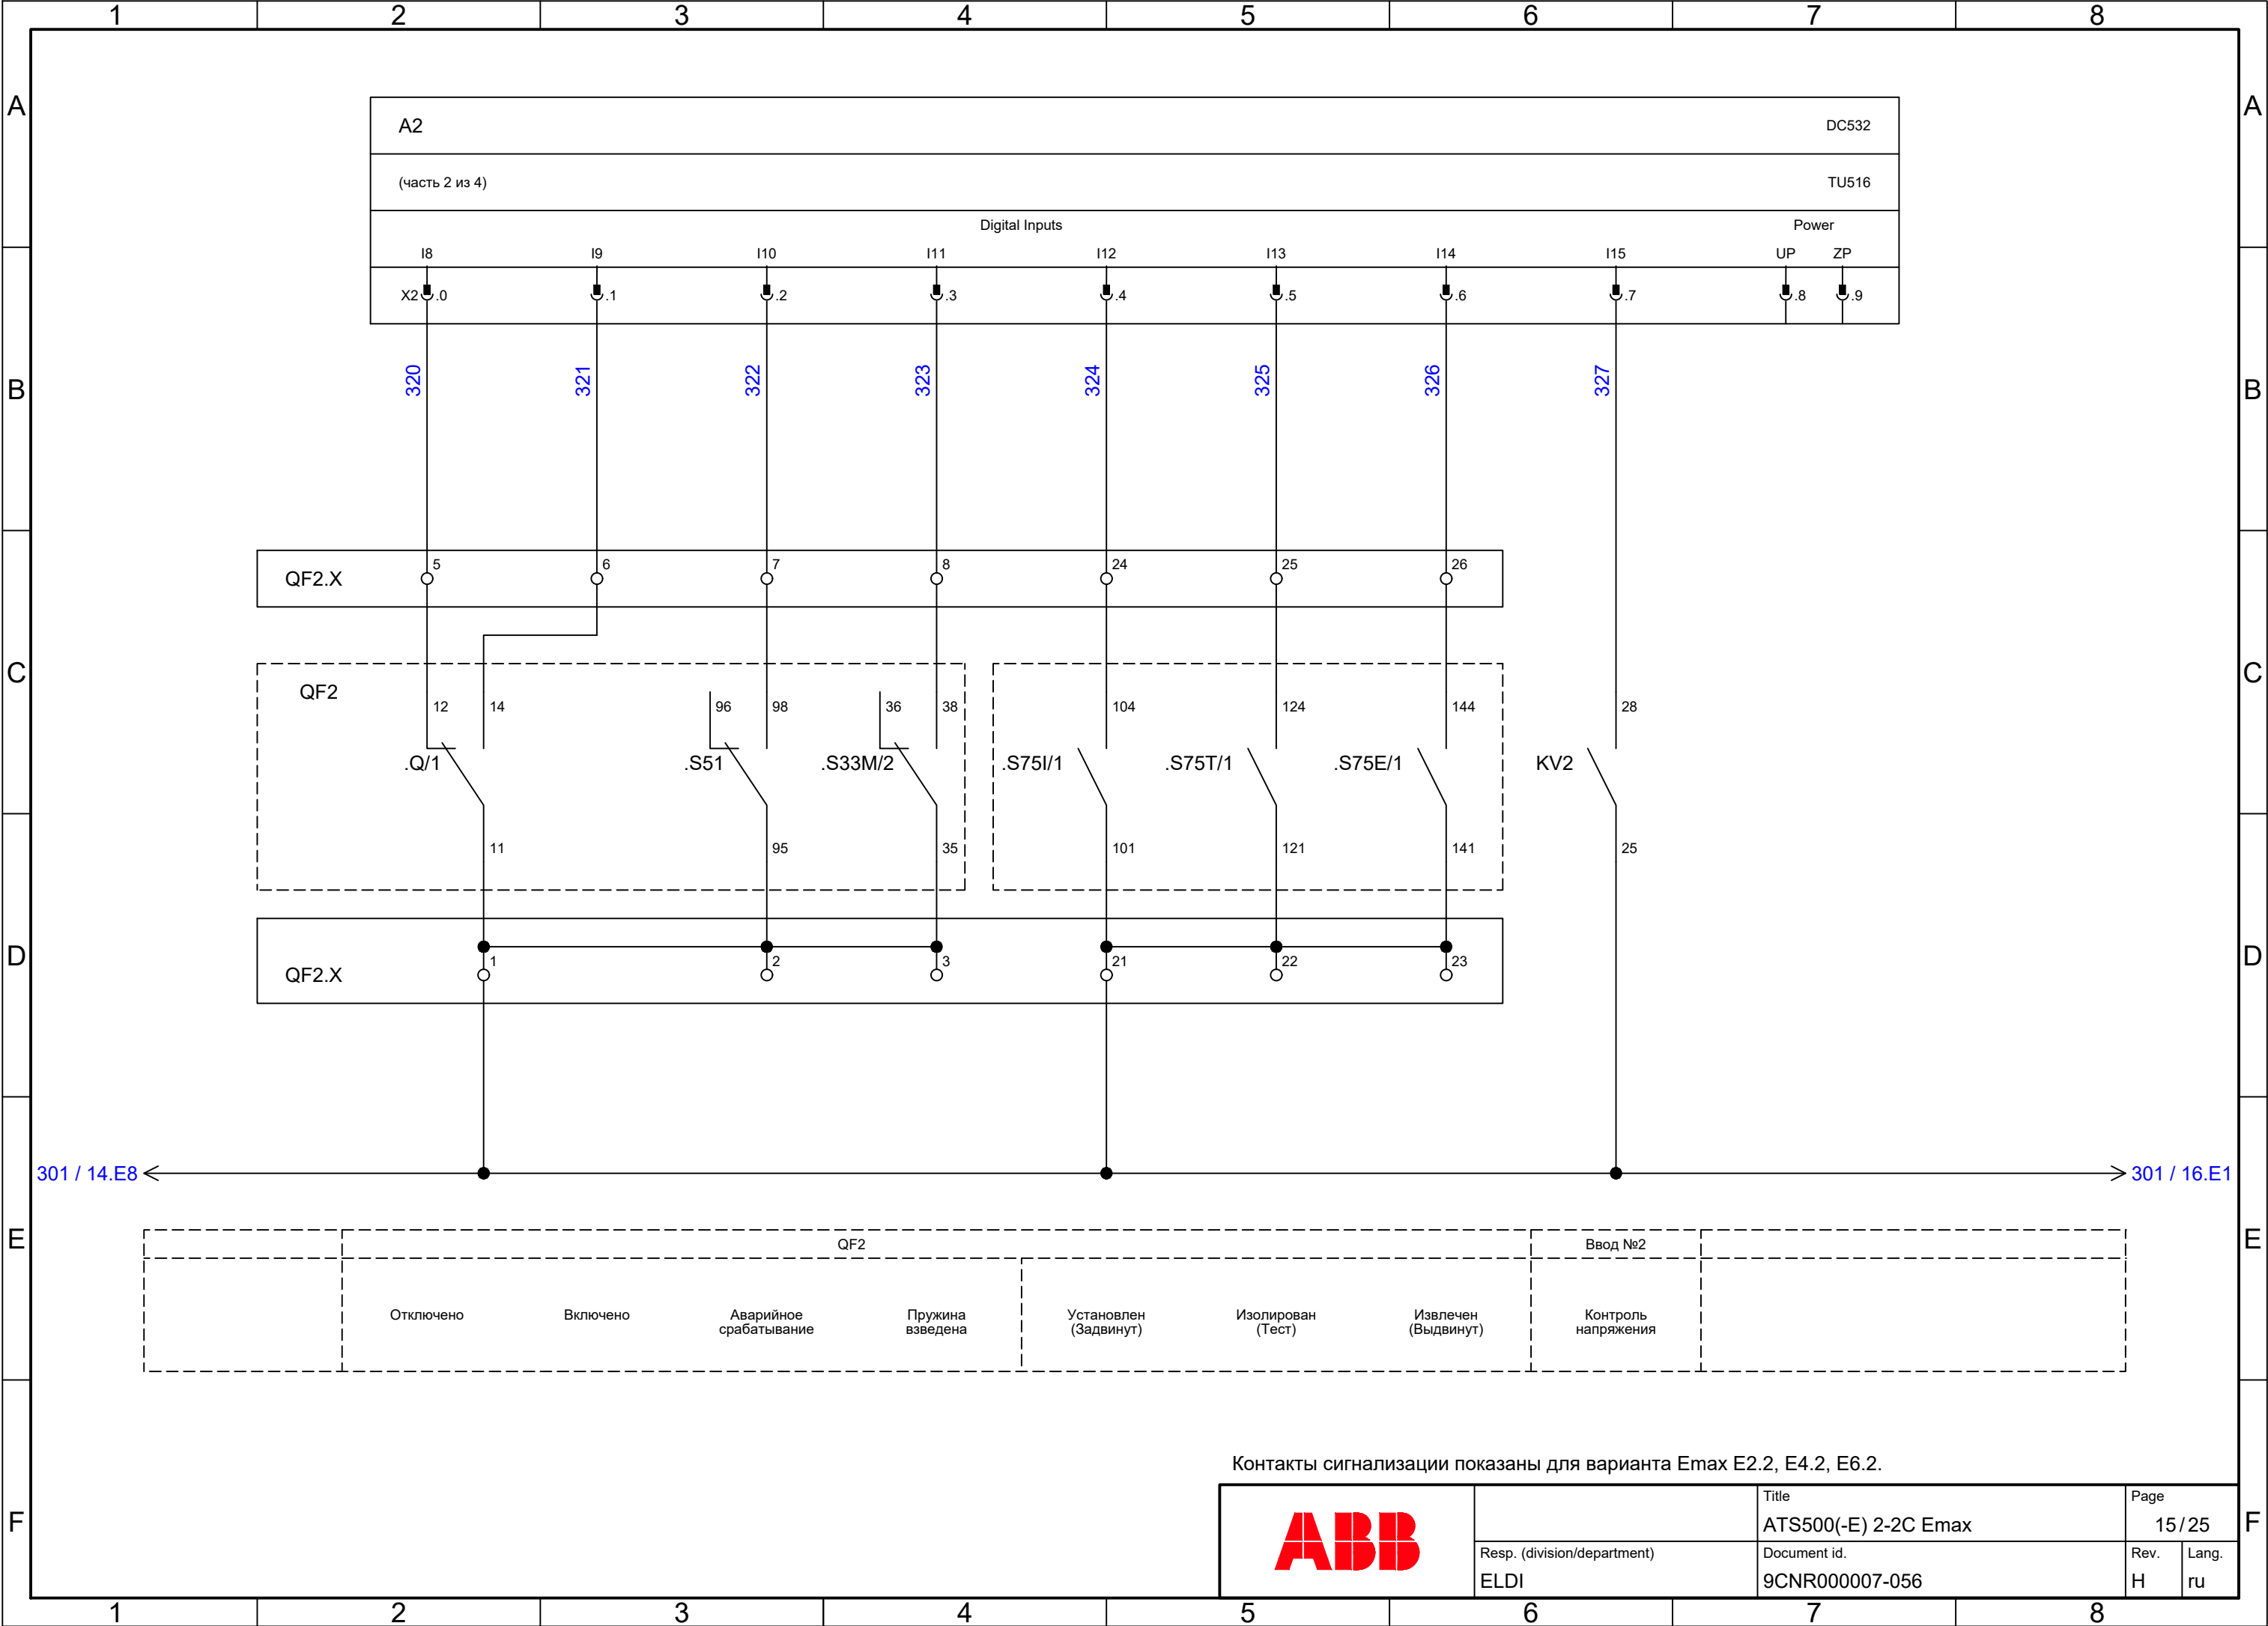 1 2 3 4 5 6 7 8
A A
A2 DC532
(часть 2 из 4) TU516
Digital Inputs Power
I8 I9 I10 I11 I12 I13 I14 I15 UP ZP
X2 .0 .1 .2 .3 .4 .5 .6 .7 .8 .9
320 321 322 323 324 325 326 327
B B
QF2.X 5 6 7 8 24 25 26
C C
QF2
12 14 96 98 36 38 104 124 144 28
.Q/1 .S51 .S33M/2 .S75I/1 .S75T/1 .S75E/1 KV2
11 95 35 101 121 141 25
D D
QF2.X 1 2 3 21 22 23
301 / 14.E8 301 / 16.E1
E E
QF2 Ввод №2
Отключено Включено Аварийное Пружина Установлен Изолирован Извлечен Контроль
срабатывание взведена (Задвинут) (Тест) (Выдвинут) напряжения
Контакты сигнализации показаны для варианта Emax E2.2, E4.2, E6.2.
F F
ABB
Title Page
ATS500(-E) 2-2C Emax 15/25
Resp. (division/department) Document id. Rev. Lang.
ELDI 9CNR000007-056 H ru
1 2 3 4 5 6 7 8